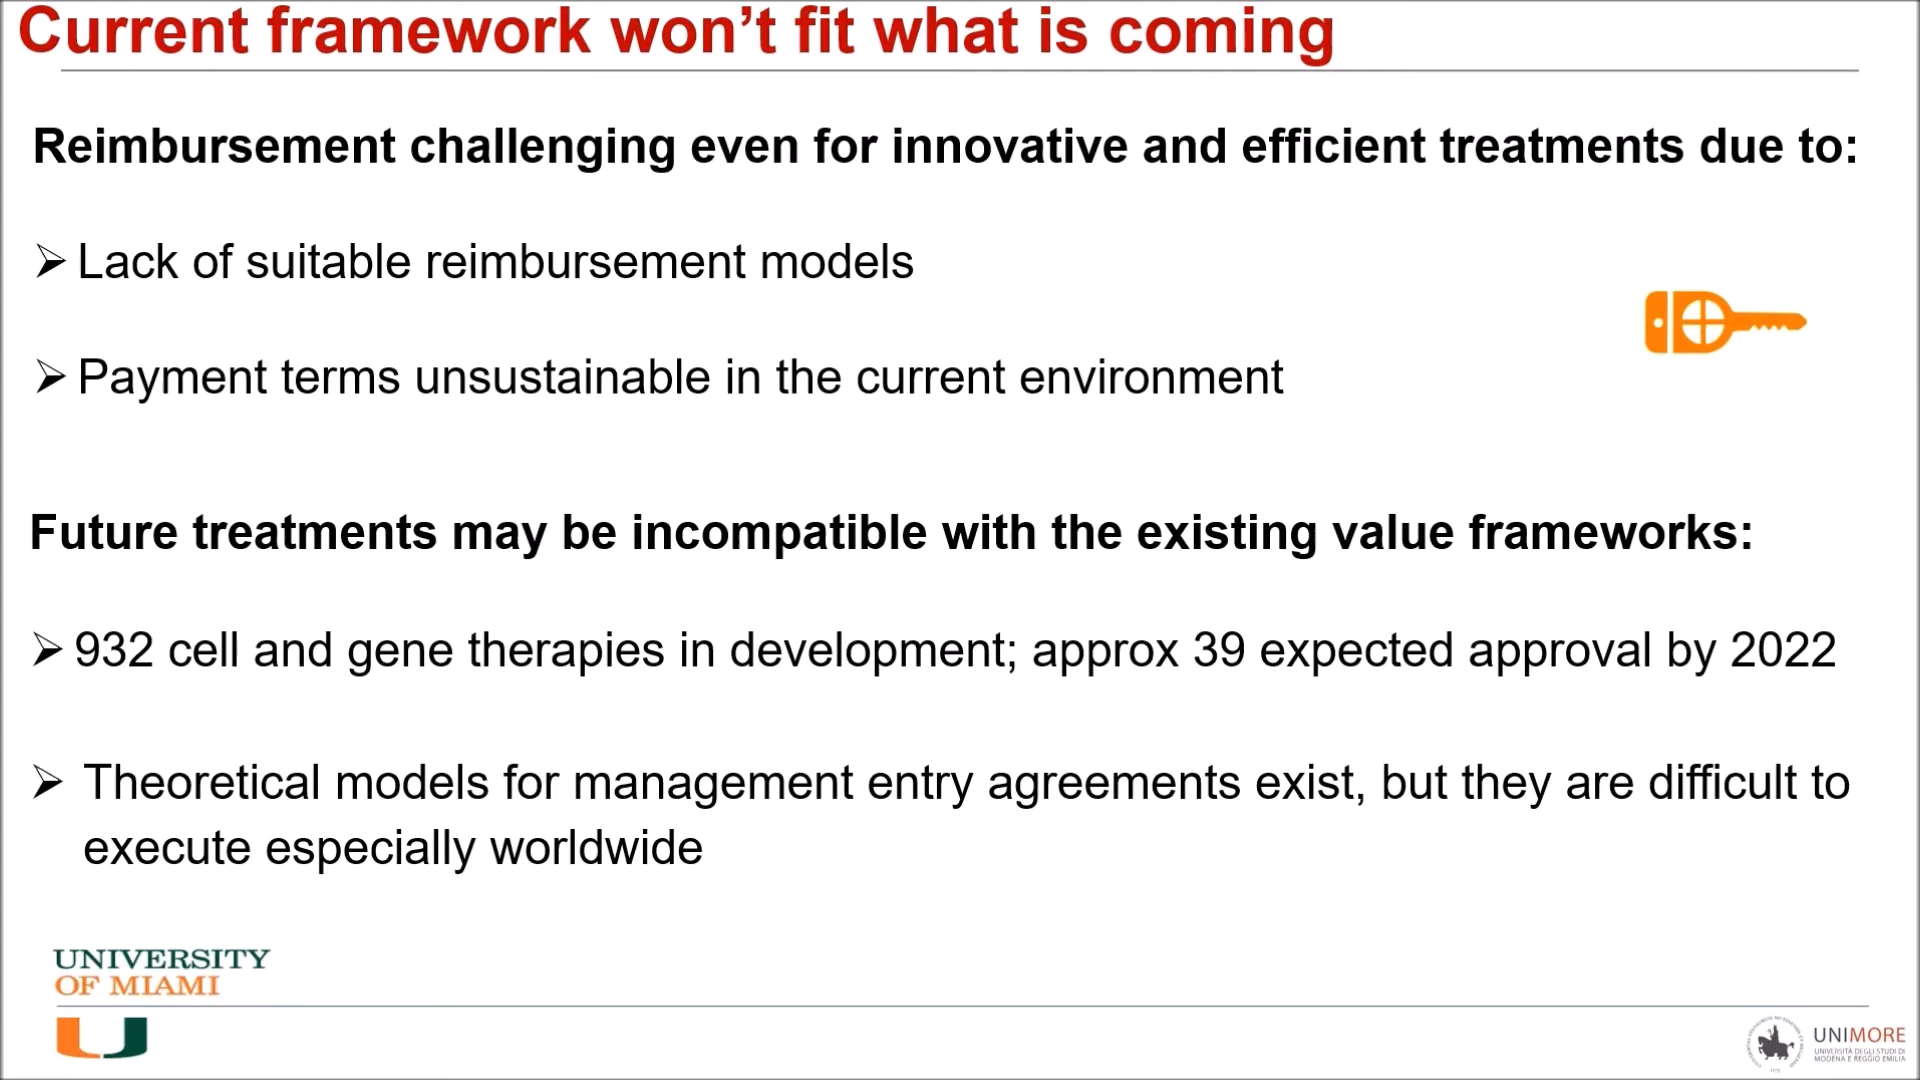 Current framework won’t fit what is coming
Reimbursement challenging even for innovative and efficient treatments due to:
➢ Lack of suitable reimbursement models
➢ Payment terms unsustainable in the current environment
Future treatments may be incompatible with the existing value frameworks:
➢ 932 cell and gene therapies in development; approx 39 expected approval by 2022
➢ Theoretical models for management entry agreements exist, but they are difficult to
execute especially worldwide
UNIVERSITY
OF MIAMI
UNIMORE
UNIVERSITÀ DEGLI STUDI DI
MODENA E REGGIO EMILIA